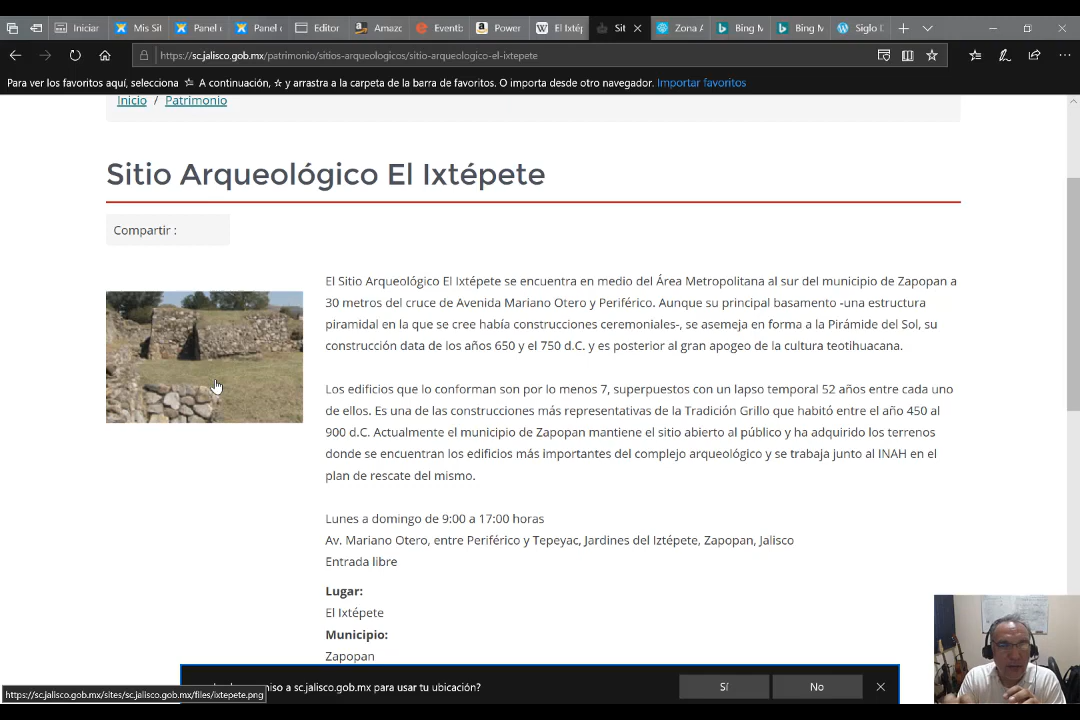 Iniciar
Mis Sit
Panel c
Panel c
Editor
Amazo
Eventb
Power
El Ixtép
Sit
Zona A
Bing M
Bing M
Siglo D
https://sc.jalisco.gob.mx/patrimonio/sitios-arqueologicos/sitio-arqueologico-el-ixtepete
Para ver los favoritos aquí, selecciona A continuación, y arrastra a la carpeta de la barra de favoritos. O importa desde otro navegador. Importar favoritos
Inicio / Patrimonio
Sitio Arqueológico El Ixtépete
Compartir :
El Sitio Arqueológico El Ixtépete se encuentra en medio del Área Metropolitana al sur del municipio de Zapopan a
30 metros del cruce de Avenida Mariano Otero y Periférico. Aunque su principal basamento -una estructura
piramidal en la que se cree había construcciones ceremoniales-, se asemeja en forma a la Pirámide del Sol, su
construcción data de los años 650 y el 750 d.C. y es posterior al gran apogeo de la cultura teotihuacana.
Los edificios que lo conforman son por lo menos 7, superpuestos con un lapso temporal 52 años entre cada uno
de ellos. Es una de las construcciones más representativas de la Tradición Grillo que habitó entre el año 450 al
900 d.C. Actualmente el municipio de Zapopan mantiene el sitio abierto al público y ha adquirido los terrenos
donde se encuentran los edificios más importantes del complejo arqueológico y se trabaja junto al INAH en el
plan de rescate del mismo.
Lunes a domingo de 9:00 a 17:00 horas
Av. Mariano Otero, entre Periférico y Tepeyac, Jardines del Iztépete, Zapopan, Jalisco
Entrada libre
Lugar:
El Ixtépete
Municipio:
Zapopan
miso a sc.jalisco.gob.mx para usar tu ubicación?
Sí
No
https://sc.jalisco.gob.mx/sites/sc.jalisco.gob.mx/files/ixtepete.png